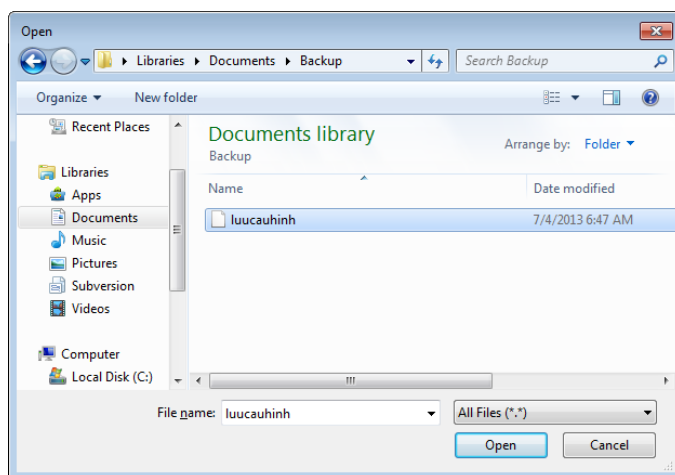 Open
Libraries Documents Backup
Search Backup
Organize New folder
Recent Places
Libraries
Apps
Documents
Music
Pictures
Subversion
Videos
Computer
Local Disk (C:)
Documents library
Backup
Arrange by: Folder
Name Date modified
luucauhinh 7/4/2013 6:47 AM
File name: luucauhinh
All Files (*.*)
Open Cancel